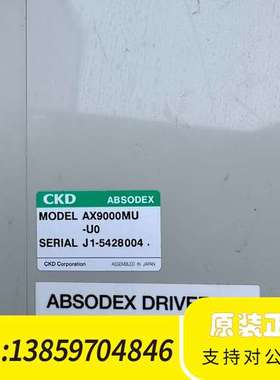 CKD ABSODEX
MODEL AX9000MU
-U0
SERIAL J1-5428004.
CKD Corporation ASSEMBLED IN JAPAN
ABSODEX DRIVE
原装正
:13859704846
支持对公